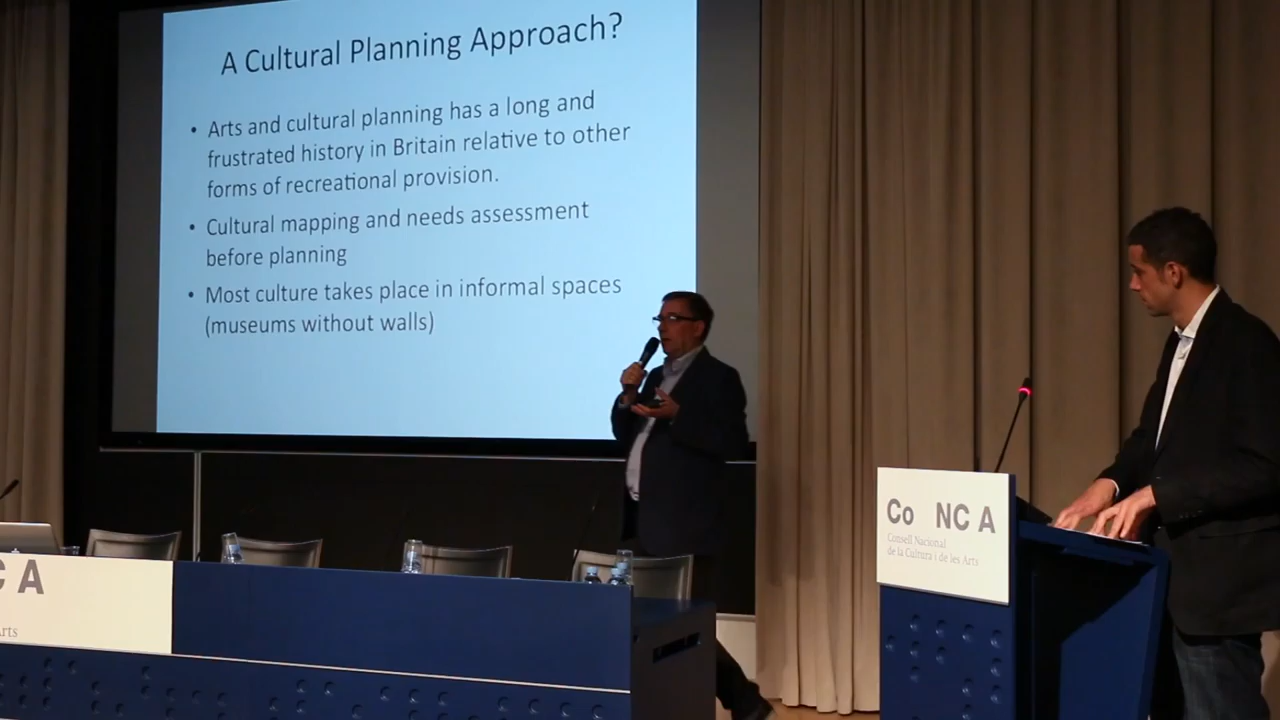 A Cultural Planning Approach?
• Arts and cultural planning has a long and
frustrated history in Britain relative to other
forms of recreational provision.
• Cultural mapping and needs assessment
before planning
• Most culture takes place in informal spaces
(museums without walls)
Co NC A
Consell Nacional
de la Cultura i de les Arts
C A
Arts